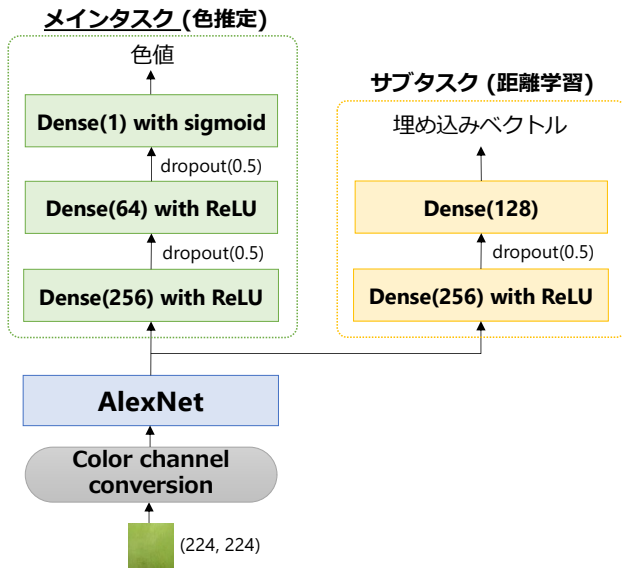 メインタスク (色推定)
色値
Dense(1) with sigmoid
dropout(0.5)
Dense(64) with ReLU
dropout(0.5)
Dense(256) with ReLU
サブタスク (距離学習)
埋め込みベクトル
Dense(128)
dropout(0.5)
Dense(256) with ReLU
AlexNet
Color channel
conversion
(224, 224)